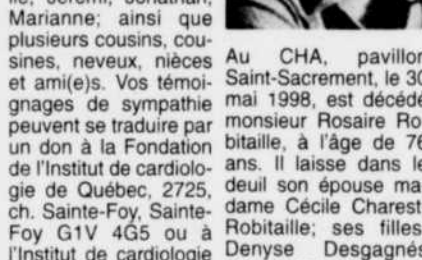 Marianne; ainsi que
plusieurs cousins, cou-
sines, neveux, nièces
et ami(e)s. Vos témoi-
gnages de sympathie
peuvent se traduire par
un don à la Fondation
de l'Institut de cardiolo-
gie de Québec, 2725,
ch. Sainte-Foy, Sainte-
Foy G1V 4G5 ou à
l'Institut de cardiologie
Au CHA, pavillon
Saint-Sacrement, le 30
mai 1998, est décédé
monsieur Rosaire Ro-
bitaille, à l'âge de 76
ans. Il laisse dans le
deuil son épouse ma-
dame Cécile Charest
Robitaille; ses filles
Denyse Desgagnés